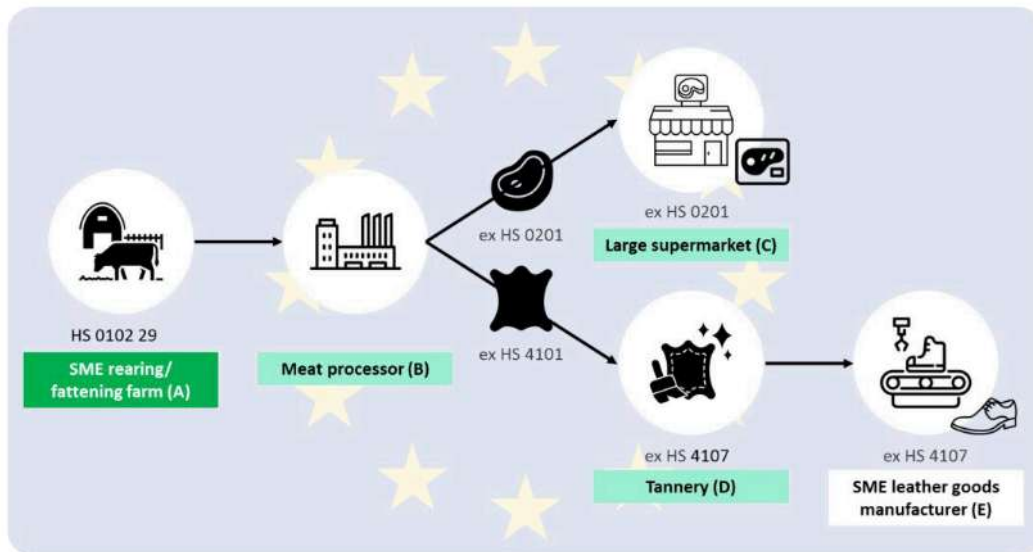 ex HS 0201
ex HS 0201
Large supermarket (C)
HS 0102 29
SME rearing/
fattening farm (A)
Meat processor (B)
ex HS 4101
ex HS 4107
Tannery (D)
ex HS 4107
SME leather goods
manufacturer (E)